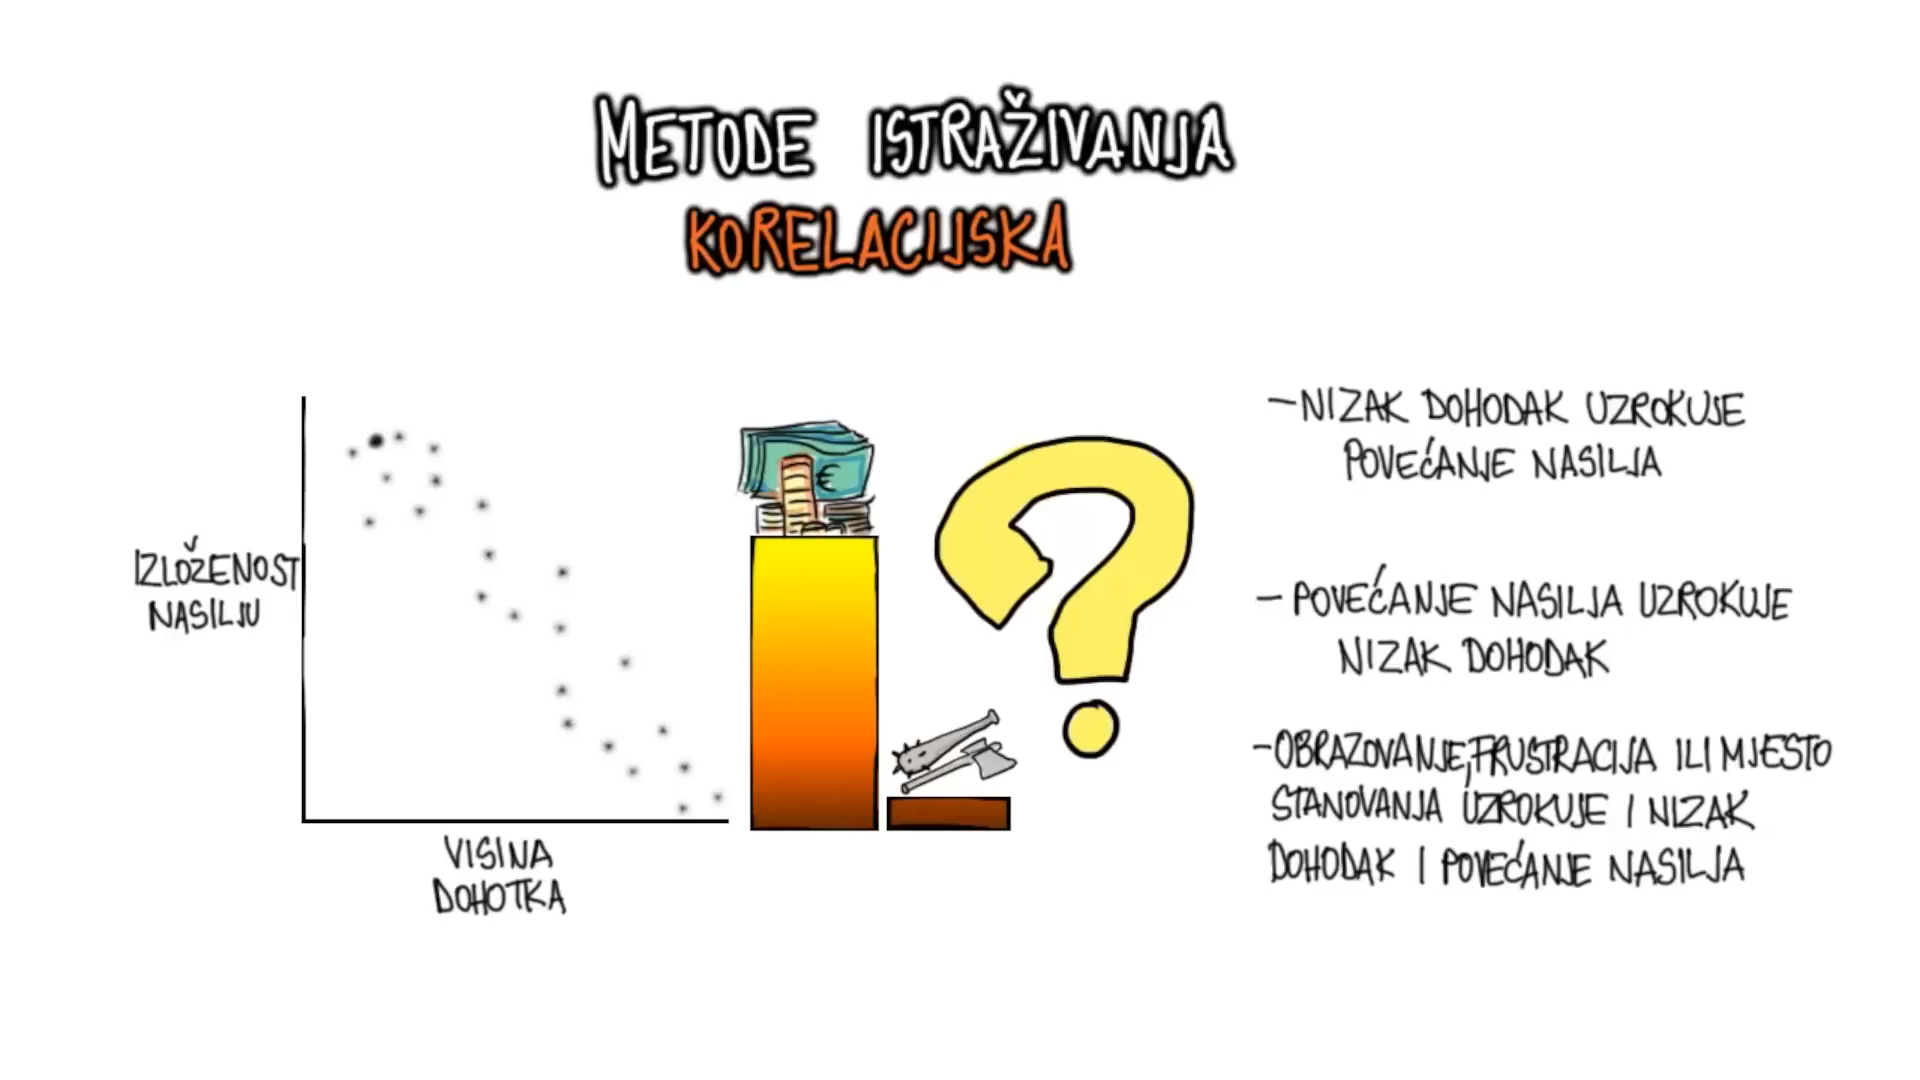 METODE ISTRAŽIVANJA
KORELACIJSKA
IZLOŽENOST
NASILJU
VISINA
DOHOTKA
€
-NIZAK DOHODAK UZROKUJE
POVEĆANJE NASILJA
- POVEĆANJE NASILJA UZROKUJE
NIZAK DOHODAK
-OBRAZOVANJE, FRUSTRACIJA ILI MJESTO
STANOVANJA UZROKUJE I NIZAK
DOHODAK I POVEĆANJE NASILJA